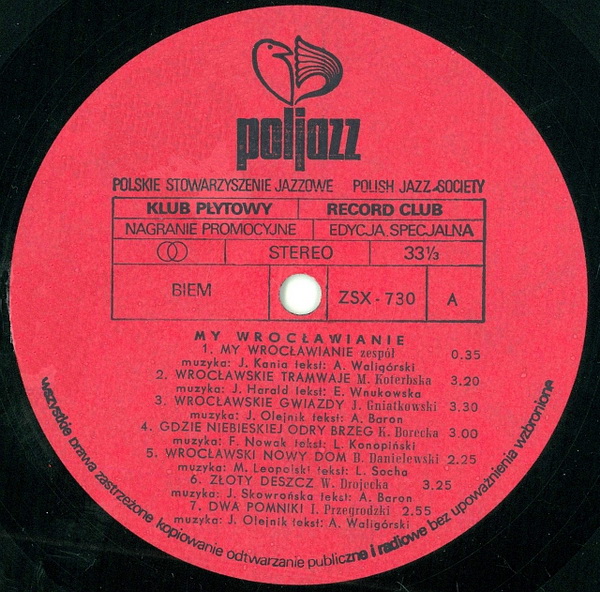 poljazz
POLSKIE STOWARZYSZENIE JAZZOWE POLISH JAZZ SOCIETY
KLUB PŁYTOWY RECORD CLUB
NAGRANIE PROMOCYJNE EDYCJA SPECJALNA
STEREO 33⅓
BIEM ZSX - 730 A
MY WROCŁAWIANIE
1. MY WROCŁAWIANIE zespół 0.35
muzyka: J. Kania tekst: A. Waligórski
2. WROCŁAWSKIE TRAMWAJE M. Koterbska 3.20
muzyka: J. Harald tekst: E. Wnukowska
3. WROCŁAWSKIE GWIAZDY J. Gniatkowski 3.30
muzyka: J. Olejnik tekst: A. Baron
4. GDZIE NIEBIESKIEJ ODRY BRZEG K. Borecka 3.00
muzyka: F. Nowak tekst: L. Konopiński
5. WROCŁAWSKI NOWY DOM B. Danielewski 2.25
muzyka: M. Leopolski tekst: L. Socha
6. ZŁOTY DESZCZ W. Drojecka 3.25
muzyka: J. Skowrońska tekst: A. Baron
7. DWA POMNIKI I. Przegrodzki 2.55
muzyka: J. Olejnik tekst: A. Waligórski
wszystkie prawa zastrzeżone kopiowanie odtwarzanie publiczne i radiowe bez upoważnienia wzbronione